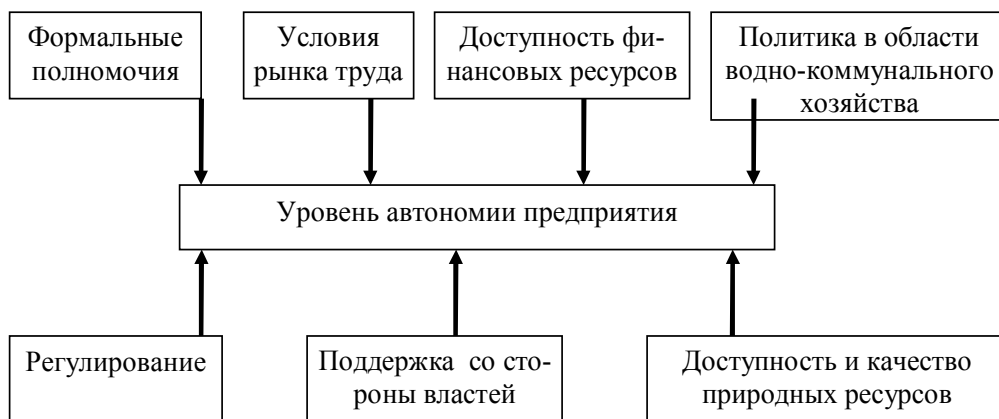 Формальные
полномочия
Условия
рынка труда
Доступность фи-
нансовых ресурсов
Политика в области
водно-коммунального
хозяйства
Уровень автономии предприятия
Регулирование
Поддержка со сто-
роны властей
Доступность и качество
природных ресурсов